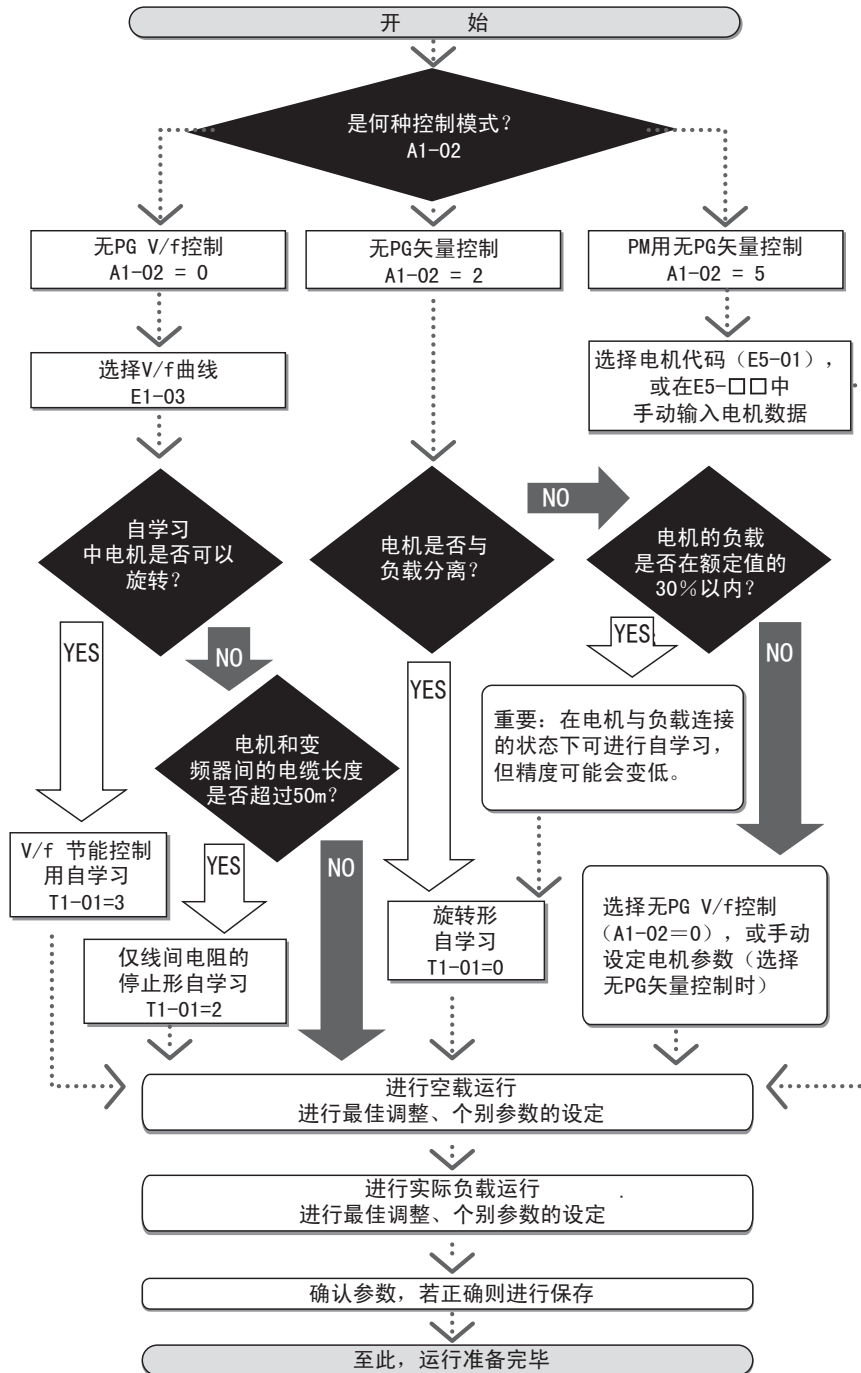 开 始
是何种控制模式？
A1-02
无PG V/f控制
A1-02 = 0
无PG矢量控制
A1-02 = 2
PM用无PG矢量控制
A1-02 = 5
选择V/f曲线
E1-03
选择电机代码（E5-01），
或在E5-□□中
手动输入电机数据
自学习
中电机是否可以
旋转？
电机是否与
负载分离？
NO
电机的负载
是否在额定值的
30％以内？
YES
NO
YES
YES
NO
电机和变
频器间的电缆长度
是否超过50m？
重要：在电机与负载连接
的状态下可进行自学习，
但精度可能会变低。
V/f 节能控制
用自学习
T1-01=3
YES
NO
仅线间电阻的
停止形自学习
T1-01=2
旋转形
自学习
T1-01=0
选择无PG V/f控制
（A1-02＝0），或手动
设定电机参数（选择
无PG矢量控制时）
进行空载运行
进行最佳调整、个别参数的设定
进行实际负载运行
进行最佳调整、个别参数的设定
确认参数，若正确则进行保存
至此，运行准备完毕